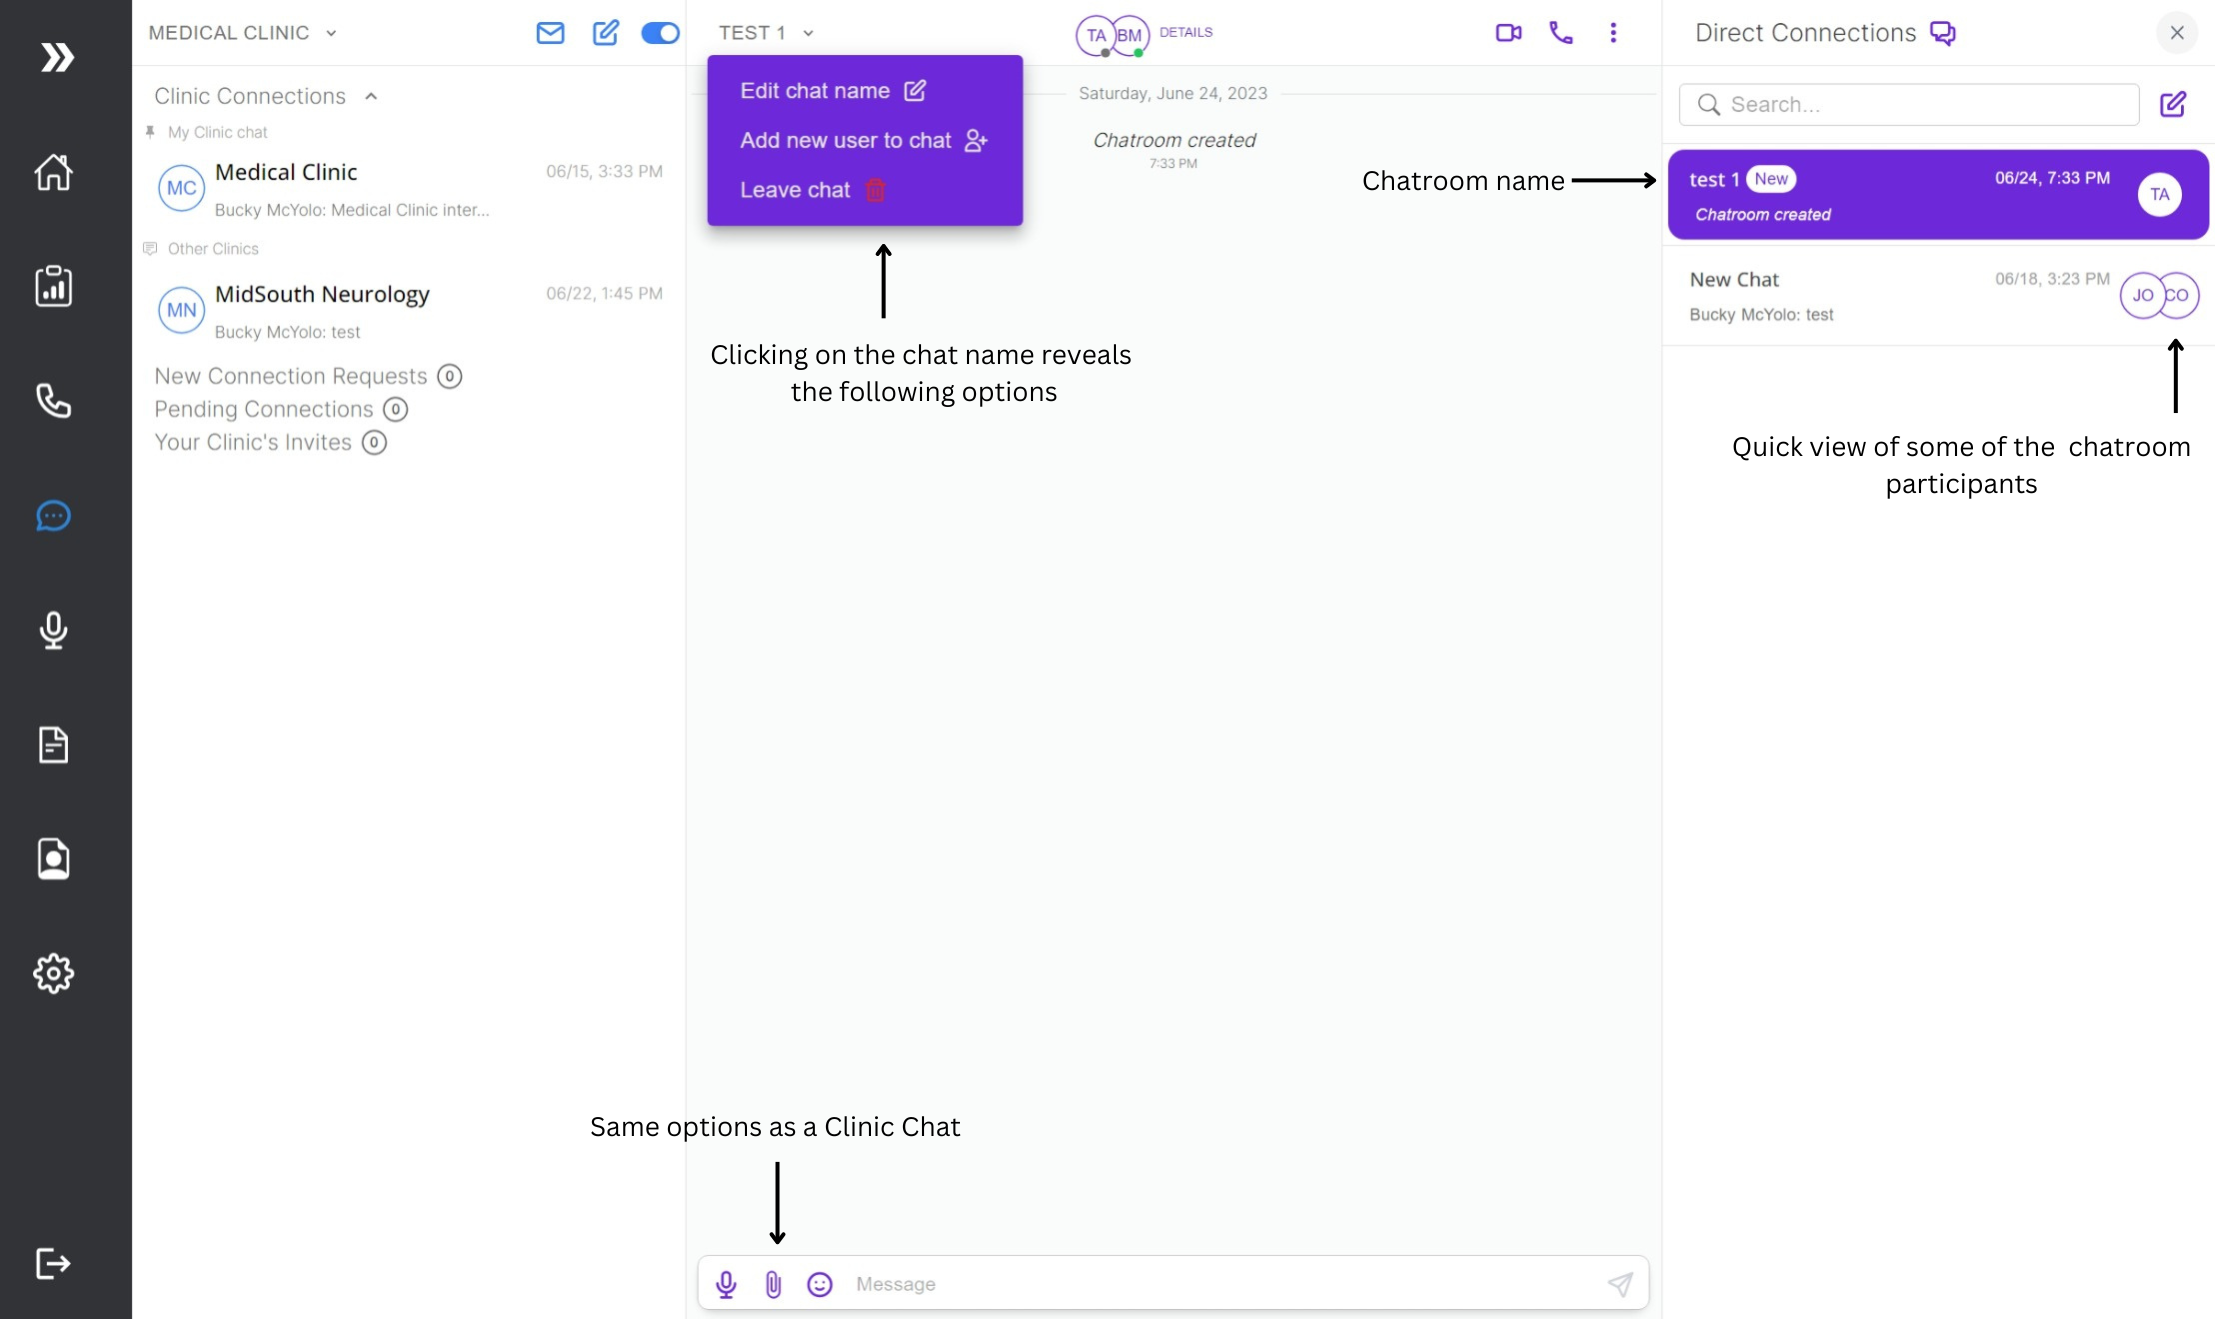 MEDICAL CLINIC
Clinic Connections
My Clinic chat
MC
Medical Clinic
06/15, 3:33 PM
Bucky McYolo: Medical Clinic inter...
Other Clinics
MN
MidSouth Neurology
06/22, 1:45 PM
Bucky McYolo: test
New Connection Requests 0
Pending Connections 0
Your Clinic's Invites 0
TEST 1
TA
BM
DETAILS
Edit chat name
Add new user to chat
Leave chat
Saturday, June 24, 2023
Chatroom created
7:33 PM
Chatroom name
Clicking on the chat name reveals
the following options
Same options as a Clinic Chat
Message
Direct Connections
Search...
test 1 New
06/24, 7:33 PM
TA
Chatroom created
New Chat
06/18, 3:23 PM
JO
CO
Bucky McYolo: test
Quick view of some of the chatroom
participants